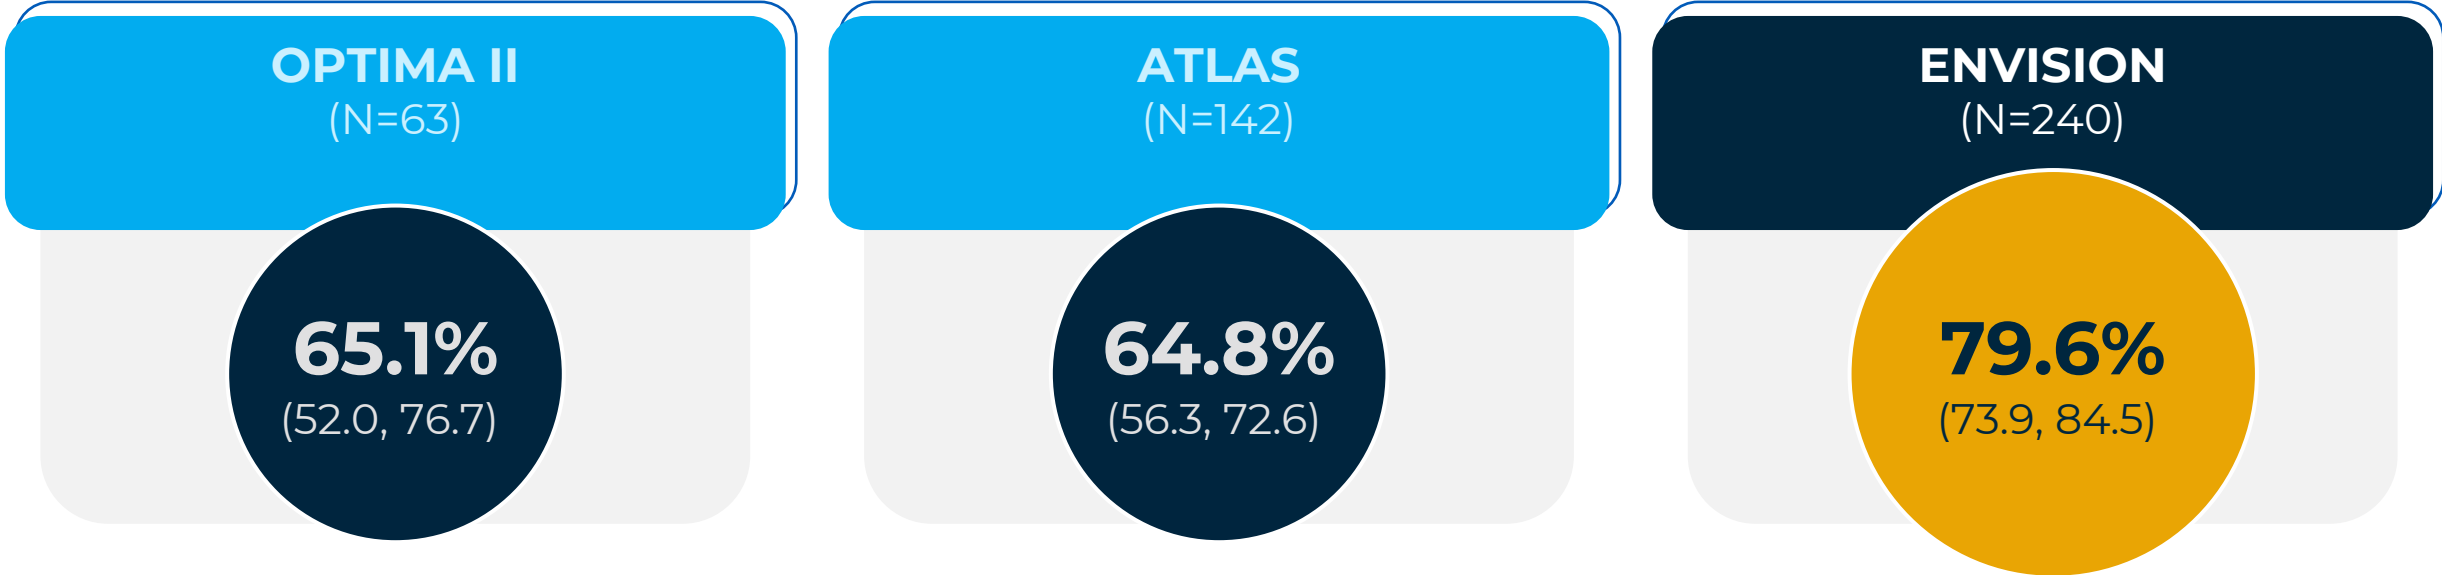 OPTIMA II
(N=63)
65.1%
(52.0, 76.7)
ATLAS
(N=142)
64.8%
(56.3, 72.6)
ENVISION
(N=240)
79.6%
(73.9, 84.5)